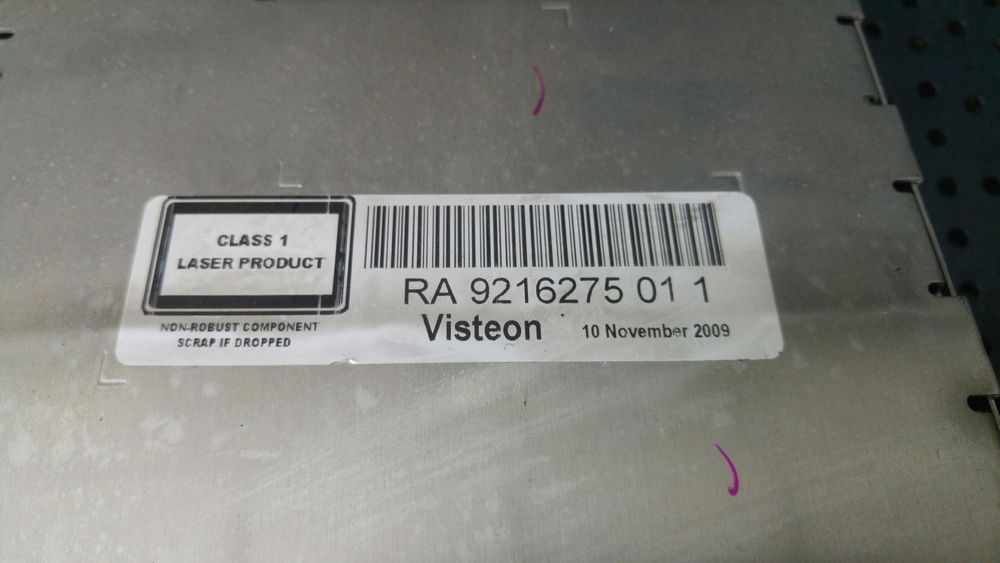 CLASS 1
LASER PRODUCT
NON-ROBUST COMPONENT
SCRAP IF DROPPED
RA 9216275 01 1
Visteon 10 November 2009